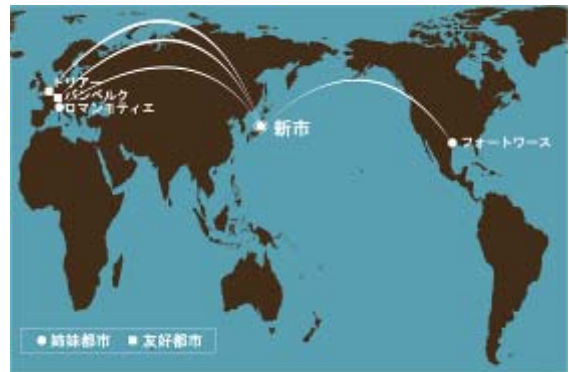 トリアー
バンベルク
ロマンモティエ
新市
フォートワース
姉妹都市 友好都市